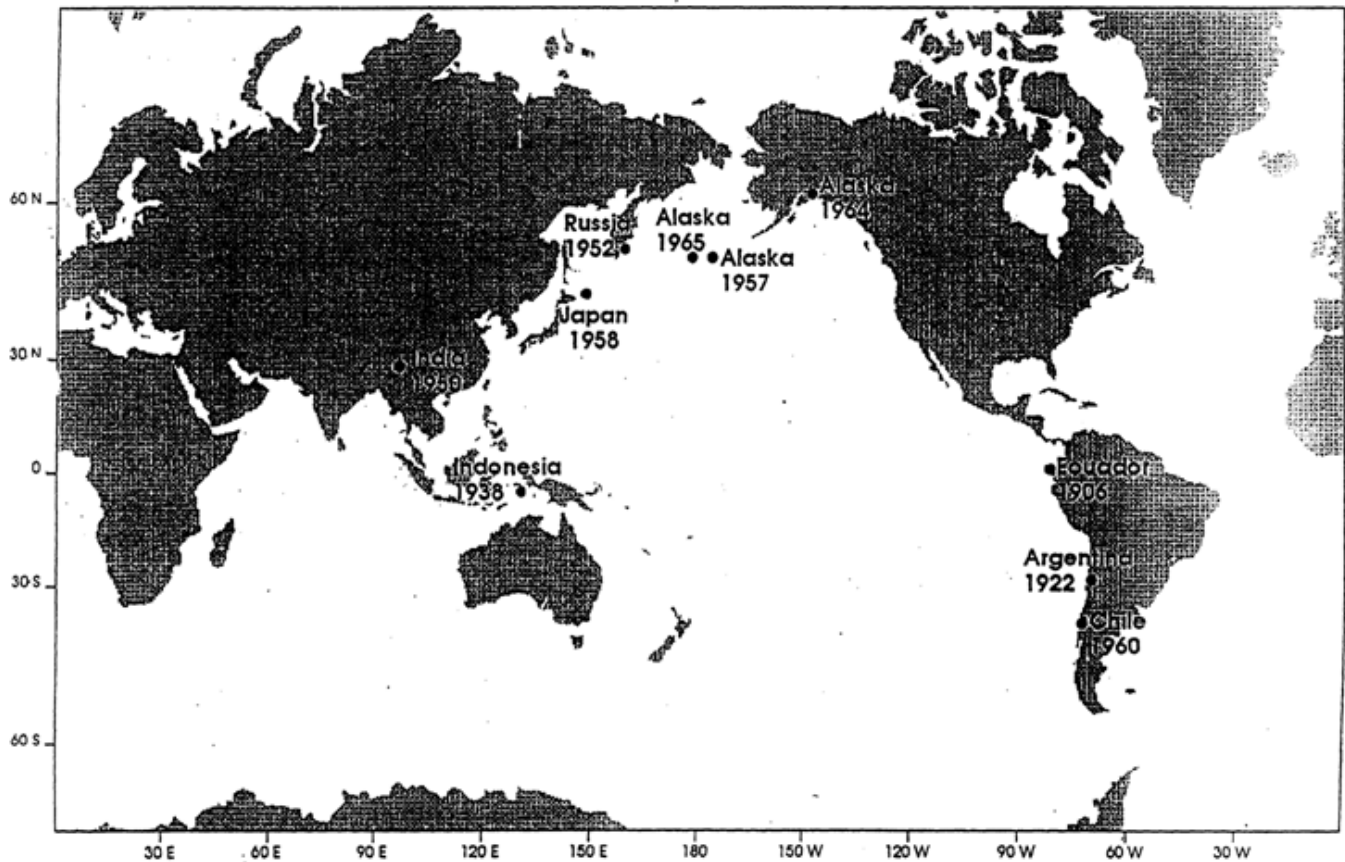 60 N
30 N
0
30 S
60 S
Alaska
1964
Russia
1952
Alaska
1965
Alaska
1957
Japan
1958
India
1950
Indonesia
1938
Ecuador
1906
Argentina
1922
Chile
1960
30 E
60 E
90 E
120 E
150 E
180
150 W
120 W
90 W
60 W
30 W